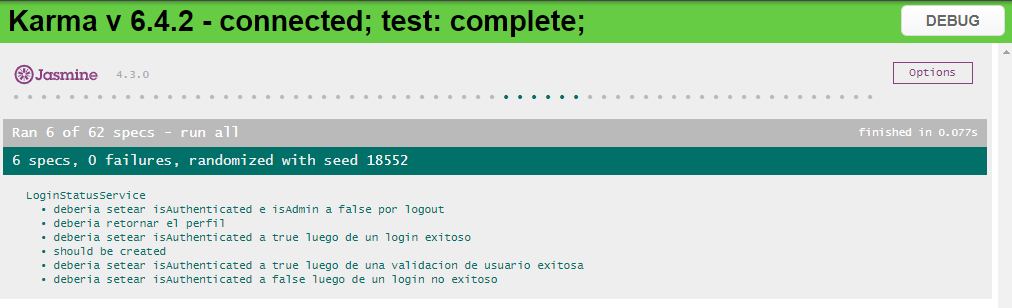 Karma v 6.4.2 - connected; test: complete;
DEBUG
Jasmine 4.3.0
Options
Ran 6 of 62 specs - run all
finished in 0.077s
6 specs, 0 failures, randomized with seed 18552
LoginStatusService
• deberia setear isAuthenticated e isAdmin a false por logout
• deberia retornar el perfil
• deberia setear isAuthenticated a true luego de un login exitoso
• should be created
• deberia setear isAuthenticated a true luego de una validacion de usuario exitosa
• deberia setear isAuthenticated a false luego de un login no exitoso